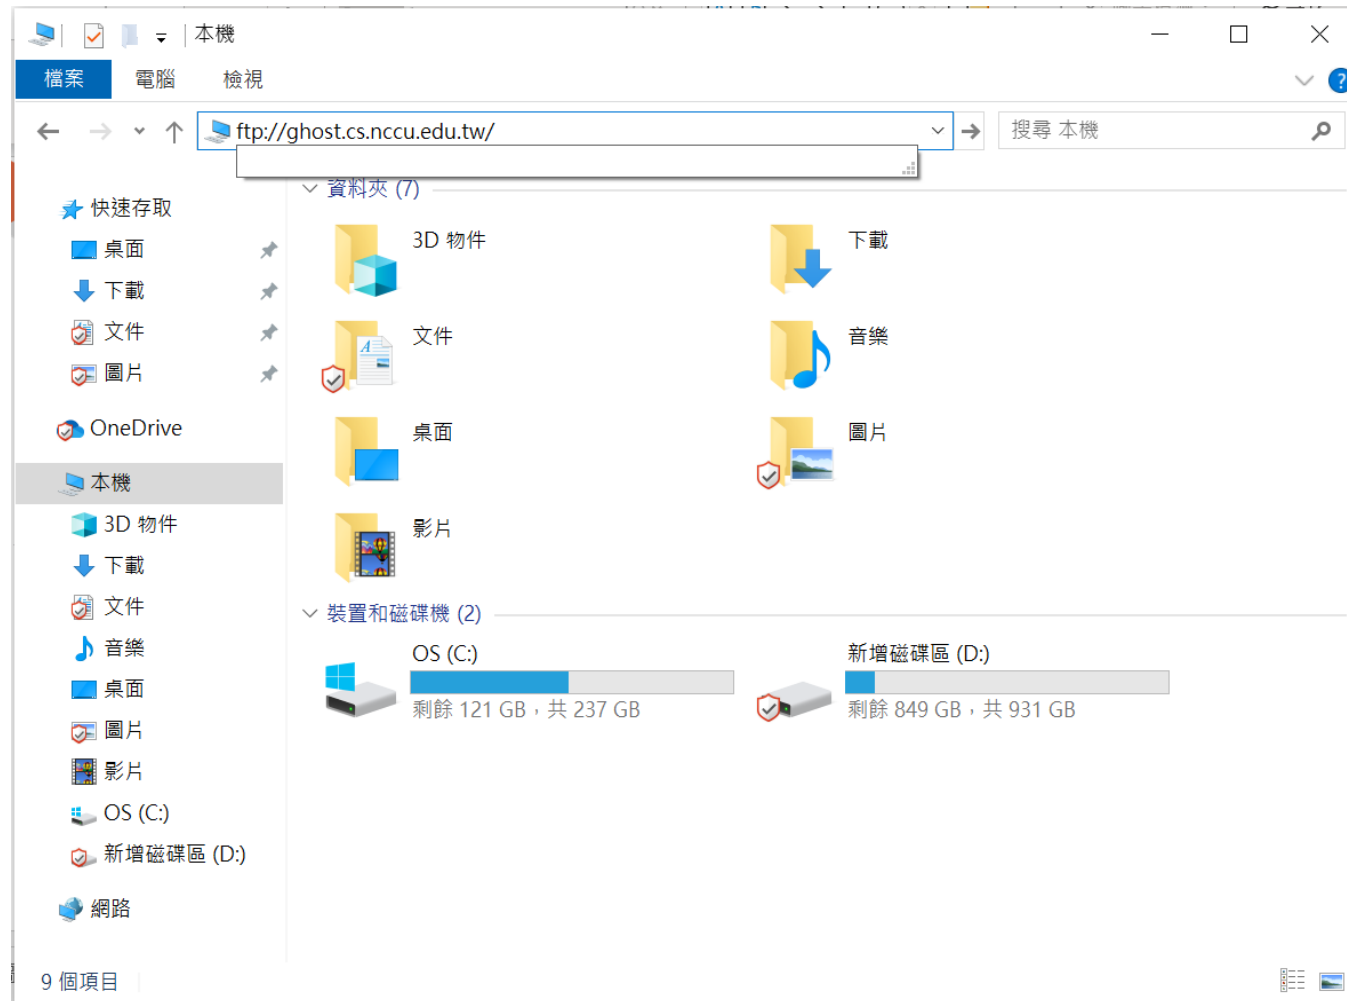 本機
檔案 電腦 檢視
ftp://ghost.cs.nccu.edu.tw/
搜尋 本機
快速存取
桌面
下載
文件
圖片
OneDrive
本機
3D 物件
下載
文件
音樂
桌面
圖片
影片
OS (C:)
新增磁碟區 (D:)
網路
資料夾 (7)
3D 物件
下載
文件
音樂
桌面
圖片
影片
裝置和磁碟機 (2)
OS (C:)
剩餘 121 GB，共 237 GB
新增磁碟區 (D:)
剩餘 849 GB，共 931 GB
9 個項目